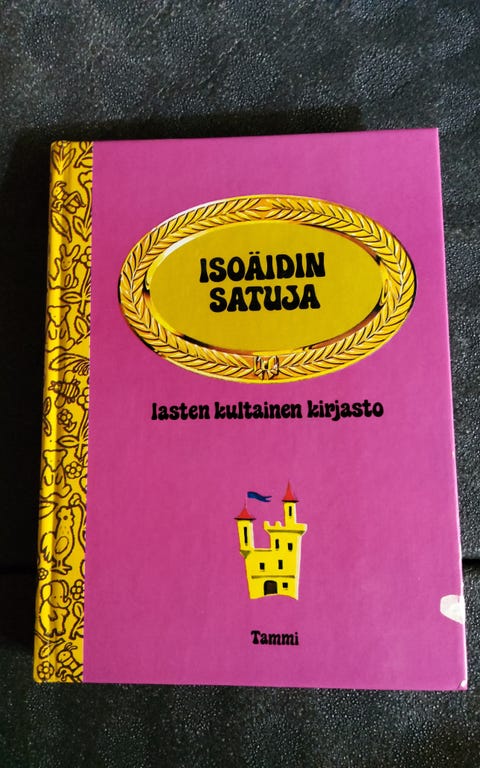 ISOÄIDIN
SATUJA
lasten kultainen kirjasto
Tammi